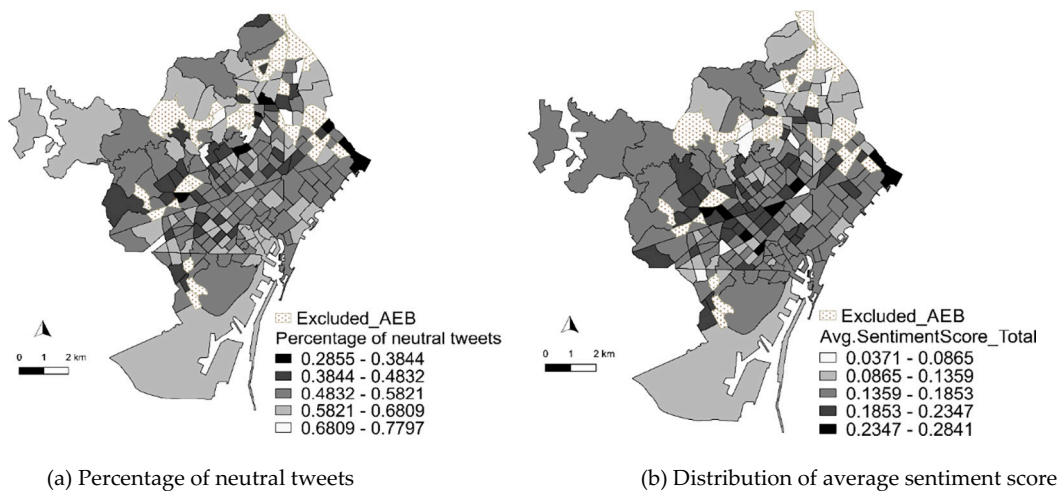 Excluded_AEB
Percentage of neutral tweets
0.2855 - 0.3844
0.3844 - 0.4832
0.4832 - 0.5821
0.5821 - 0.6809
0.6809 - 0.7797
0 1 2 km
(a) Percentage of neutral tweets
Excluded_AEB
Avg.SentimentScore_Total
0.0371 - 0.0865
0.0865 - 0.1359
0.1359 - 0.1853
0.1853 - 0.2347
0.2347 - 0.2841
0 1 2 km
(b) Distribution of average sentiment score